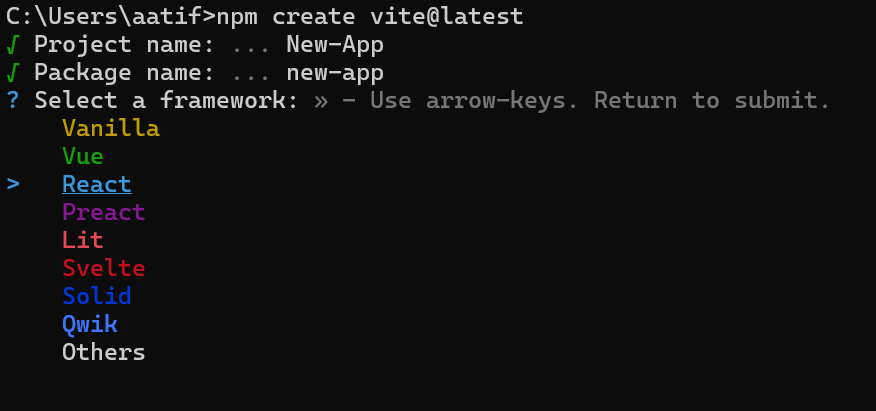 C:\Users\aatif>npm create vite@latest
√ Project name: ... New-App
√ Package name: ... new-app
? Select a framework: » - Use arrow-keys. Return to submit.
Vanilla
Vue
> React
Preact
Lit
Svelte
Solid
Qwik
Others